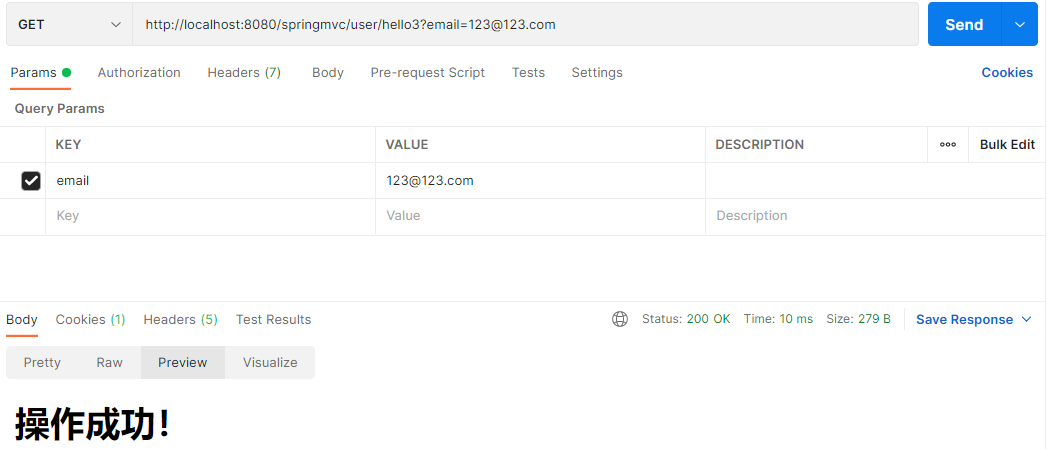 GET http://localhost:8080/springmvc/user/hello3?email=123@123.com Send
Params Authorization Headers (7) Body Pre-request Script Tests Settings Cookies
Query Params
KEY VALUE DESCRIPTION ooo Bulk Edit
email 123@123.com
Key Value Description
Body Cookies (1) Headers (5) Test Results Status: 200 OK Time: 10 ms Size: 279 B Save Response
Pretty Raw Preview Visualize
操作成功！